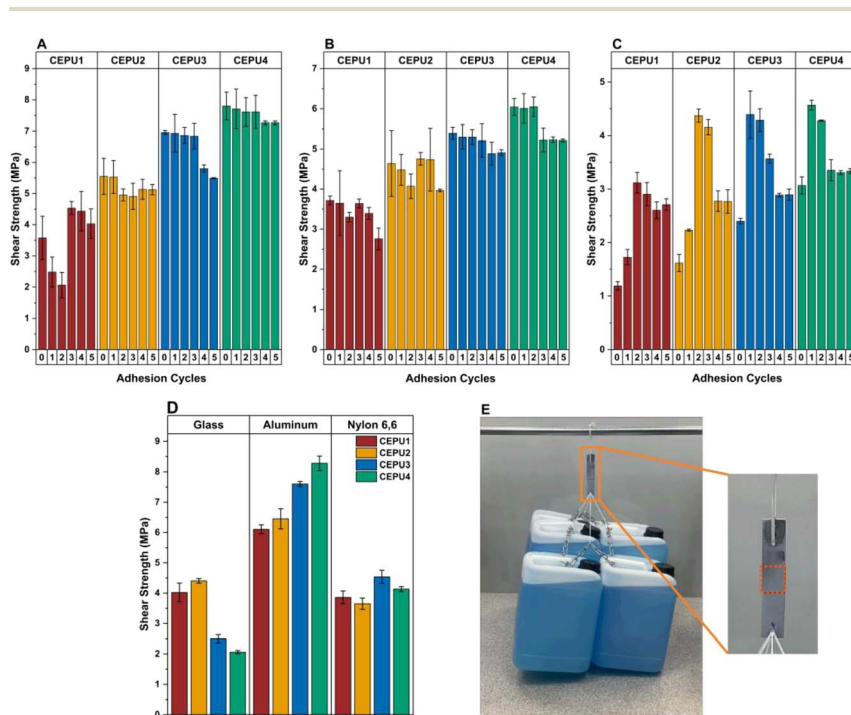 A
CEPU1 CEPU2 CEPU3 CEPU4
9
8
7
6
5
4
3
2
1
0
Shear Strength (MPa)
0 1 2 3 4 5 0 1 2 3 4 5 0 1 2 3 4 5 0 1 2 3 4 5
Adhesion Cycles
B
CEPU1 CEPU2 CEPU3 CEPU4
7
6
5
4
3
2
1
0
Shear Strength (MPa)
0 1 2 3 4 5 0 1 2 3 4 5 0 1 2 3 4 5 0 1 2 3 4 5
Adhesion Cycles
C
CEPU1 CEPU2 CEPU3 CEPU4
5
4
3
2
1
0
Shear Strength (MPa)
0 1 2 3 4 5 0 1 2 3 4 5 0 1 2 3 4 5 0 1 2 3 4 5
Adhesion Cycles
D
Glass Aluminum Nylon 6,6
CEPU1
CEPU2
CEPU3
CEPU4
9
8
7
6
5
4
3
2
1
0
Shear Strength (MPa)
E